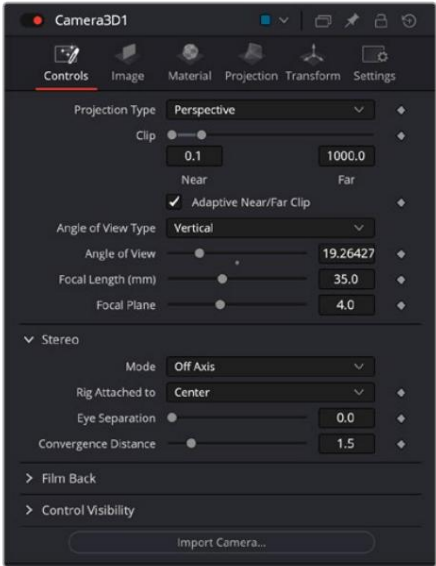 Camera3D1
Controls Image Material Projection Transform Settings
Projection Type Perspective
Clip
0.1 1000.0
Near Far
Adaptive Near/Far Clip
Angle of View Type Vertical
Angle of View 19.26427
Focal Length (mm) 35.0
Focal Plane 4.0
Stereo
Mode Off Axis
Rig Attached to Center
Eye Separation 0.0
Convergence Distance 1.5
Film Back
Control Visibility
Import Camera...